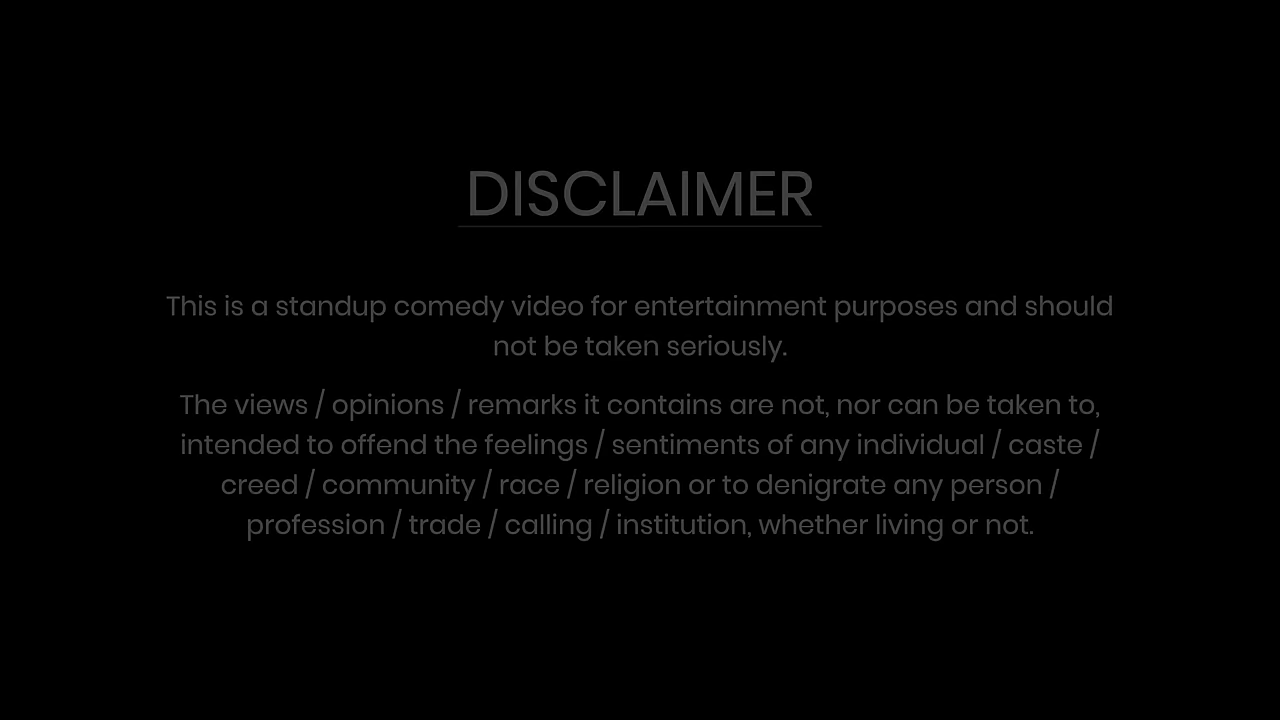 DISCLAIMER
This is a standup comedy video for entertainment purposes and should
not be taken seriously.
The views / opinions / remarks it contains are not, nor can be taken to,
intended to offend the feelings / sentiments of any individual / caste /
creed / community / race / religion or to denigrate any person /
profession / trade / calling / institution, whether living or not.